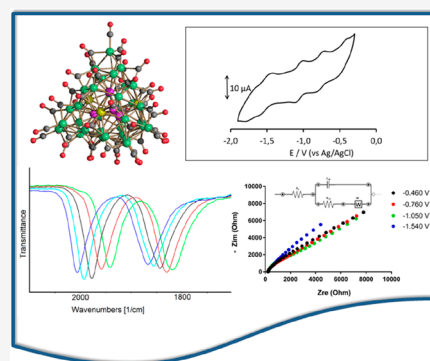 10 µA
-2,0 -1,5 -1,0 -0,5 0,0
E / V (vs Ag/AgCl)
Transmittance
2000 1800
Wavenumbers [1/cm]
- Zim (Ohm)
10000
8000
6000
4000
2000
0
0 2000 4000 6000 8000 10000
Zre (Ohm)
-0.460 V
-0.760 V
-1.050 V
-1.540 V